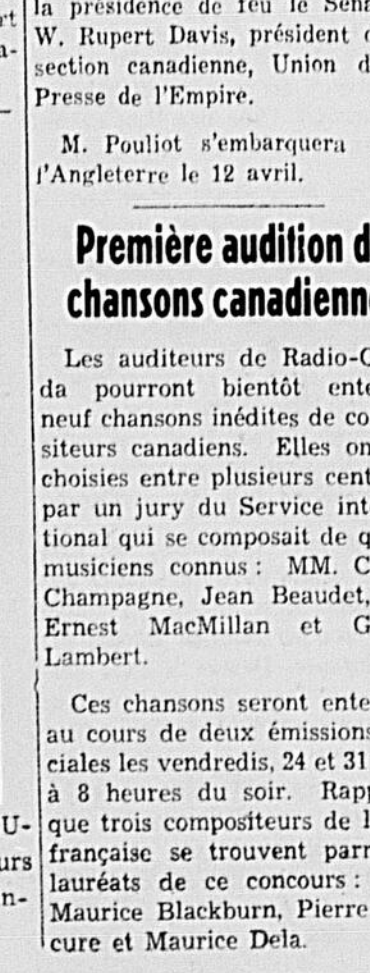 la présidence de feu le Séna
W. Rupert Davis, président d
section canadienne, Union d
Presse de l'Empire.
M. Pouliot s'embarquera
l'Angleterre le 12 avril.
Première audition d
chansons canadienn
Les auditeurs de Radio-C
da pourront bientôt ente
neuf chansons inédites de co
siteurs canadiens. Elles on
choisies entre plusieurs cent
par un jury du Service int
tional qui se composait de q
musiciens connus : MM. C
Champagne, Jean Beaudet,
Ernest MacMillan et G
Lambert.
Ces chansons seront ente
au cours de deux émissions
ciales les vendredis, 24 et 31
à 8 heures du soir. Rapp
que trois compositeurs de l
française se trouvent parm
lauréats de ce concours :
Maurice Blackburn, Pierre
cure et Maurice Dela.
rt
a-
U-
urs
n-